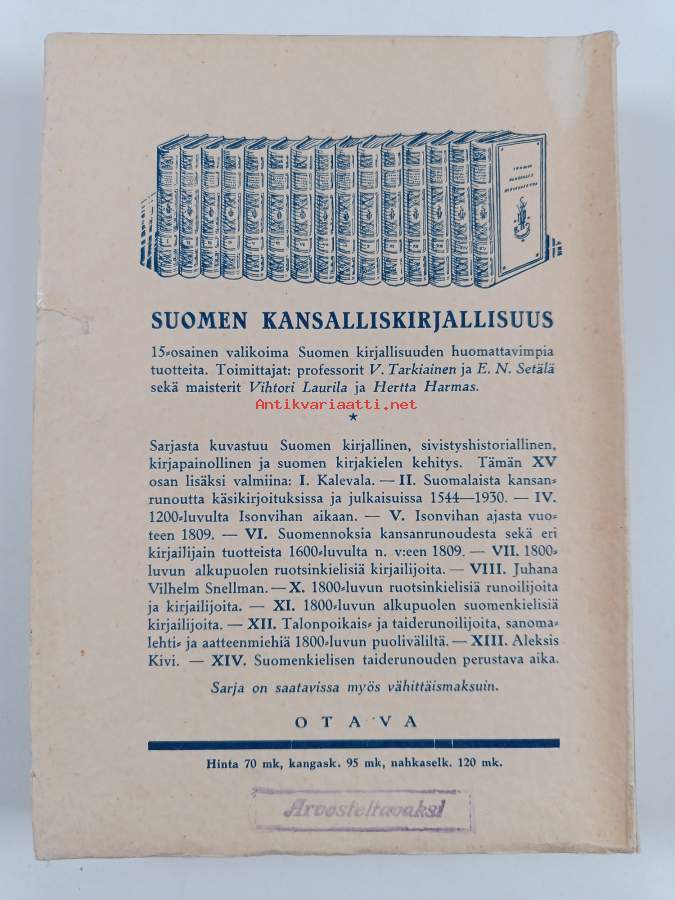 SUOMEN
KANSALLIS
KIRJALLISUUS
SUOMEN KANSALLISKIRJALLISUUS
15-osainen valikoima Suomen kirjallisuuden huomattavimpia
tuotteita. Toimittajat: professorit V. Tarkiainen ja E. N. Setälä
sekä maisterit Vihtori Laurila ja Hertta Harmas.
Antikvariaatti.net
Sarjasta kuvastuu Suomen kirjallinen, sivistyshistoriallinen,
kirjapainollinen ja suomen kirjakielen kehitys. Tämän XV
osan lisäksi valmiina: I. Kalevala. — II. Suomalaista kansan-
runoutta käsikirjoituksissa ja julkaisuissa 1544—1930. — IV.
1200-luvulta Isonvihan aikaan. — V. Isonvihan ajasta vuo-
teen 1809. — VI. Suomennoksia kansanrunoudesta sekä eri
kirjailijain tuotteista 1600-luvulta n. v:een 1809. — VII. 1800-
luvun alkupuolen ruotsinkielisiä kirjailijoita. — VIII. Juhana
Vilhelm Snellman. — X. 1800-luvun ruotsinkielisiä runoilijoita
ja kirjailijoita. — XI. 1800-luvun alkupuolen suomenkielisiä
kirjailijoita. — XII. Talonpoikais- ja taiderunoilijoita, sanoma-
lehti- ja aatteenmiehiä 1800-luvun puoliväliltä. — XIII. Aleksis
Kivi. — XIV. Suomenkielisen taiderunouden perustava aika.
Sarja on saatavissa myös vähittäismaksuin.
OTAVA
Hinta 70 mk, kangask. 95 mk, nahkaselk. 120 mk.
Arvosteltavaksi